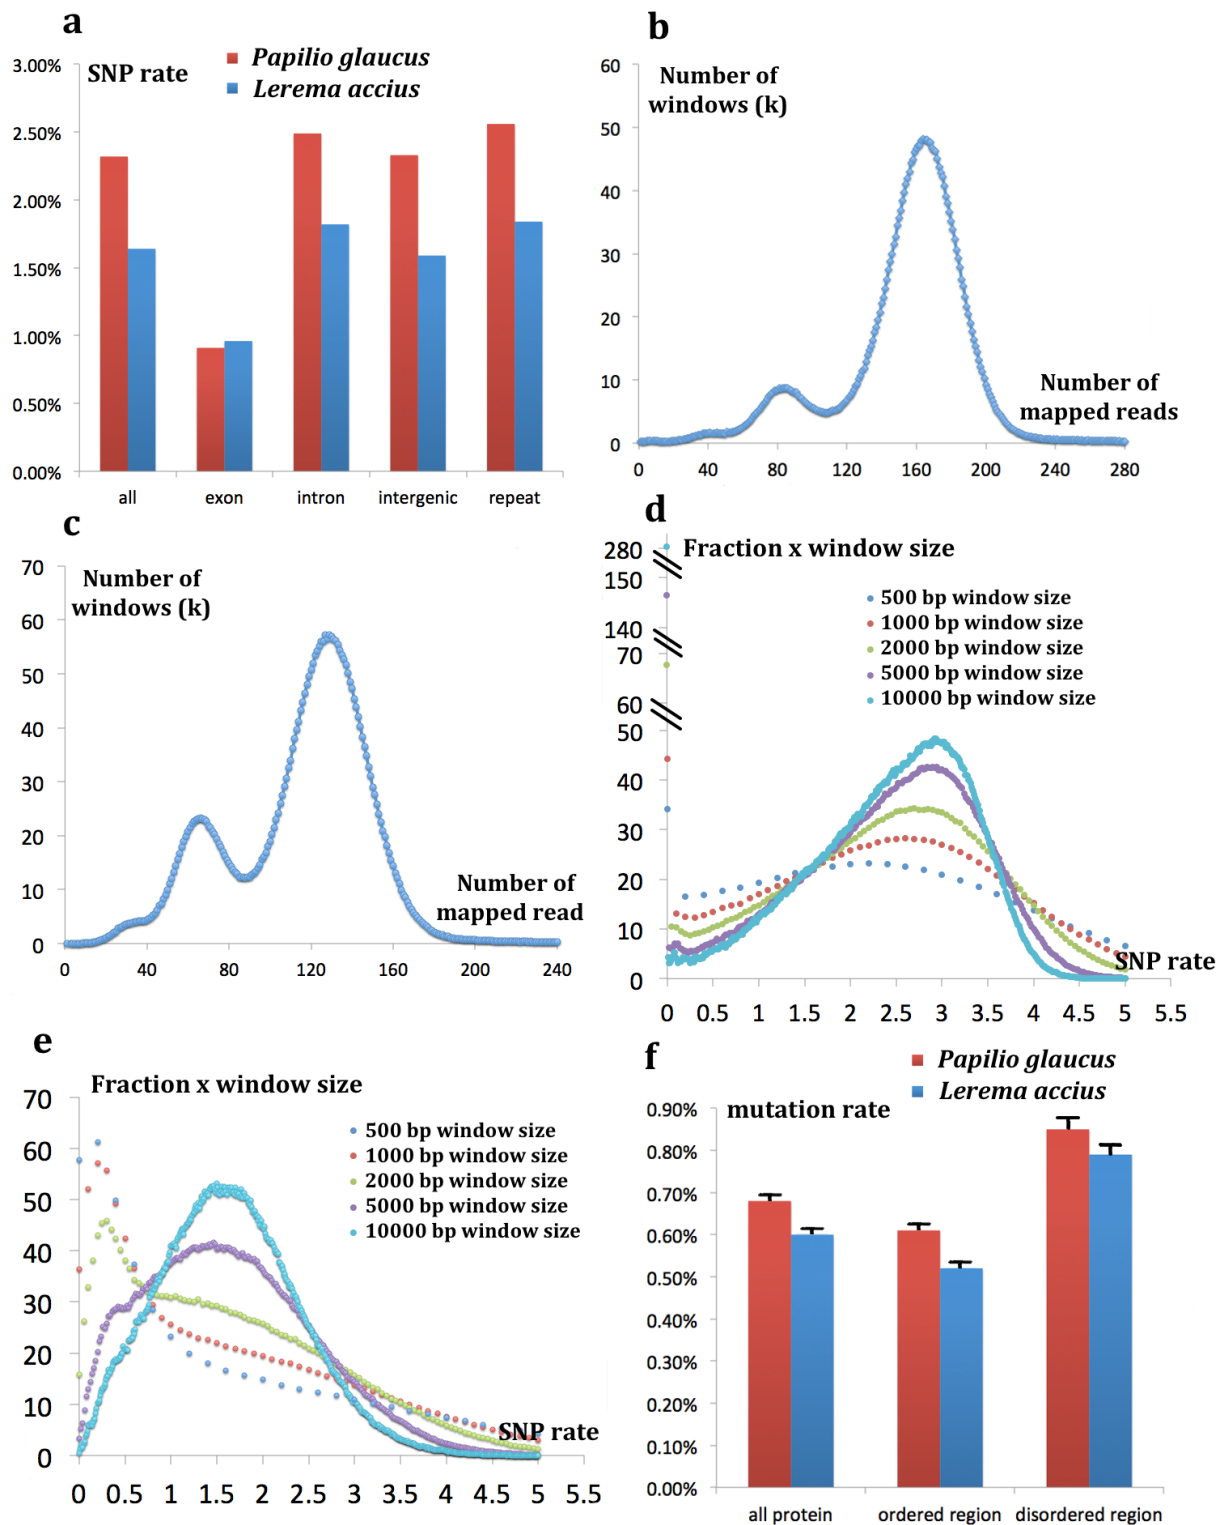 a
Papilio glaucus
Lerema accius
SNP rate
3.00%
2.50%
2.00%
1.50%
1.00%
0.50%
0.00%
all exon intron intergenic repeat
b
Number of
windows (k)
60
50
40
30
20
10
0
Number of
mapped reads
0 40 80 120 160 200 240 280
c
Number of
windows (k)
70
60
50
40
30
20
10
0
Number of
mapped read
0 40 80 120 160 200 240
d
Fraction x window size
280
150
140
70
60
50
40
30
20
10
0
500 bp window size
1000 bp window size
2000 bp window size
5000 bp window size
10000 bp window size
SNP rate
0 0.5 1 1.5 2 2.5 3 3.5 4 4.5 5 5.5
e
Fraction x window size
70
60
50
40
30
20
10
0
500 bp window size
1000 bp window size
2000 bp window size
5000 bp window size
10000 bp window size
SNP rate
0 0.5 1 1.5 2 2.5 3 3.5 4 4.5 5 5.5
f
Papilio glaucus
Lerema accius
mutation rate
0.90%
0.80%
0.70%
0.60%
0.50%
0.40%
0.30%
0.20%
0.10%
0.00%
all protein ordered region disordered region